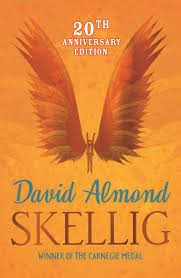 20TH
ANNIVERSARY
EDITION
David Almond
SKELLIG
WINNER OF THE CARNEGIE MEDAL